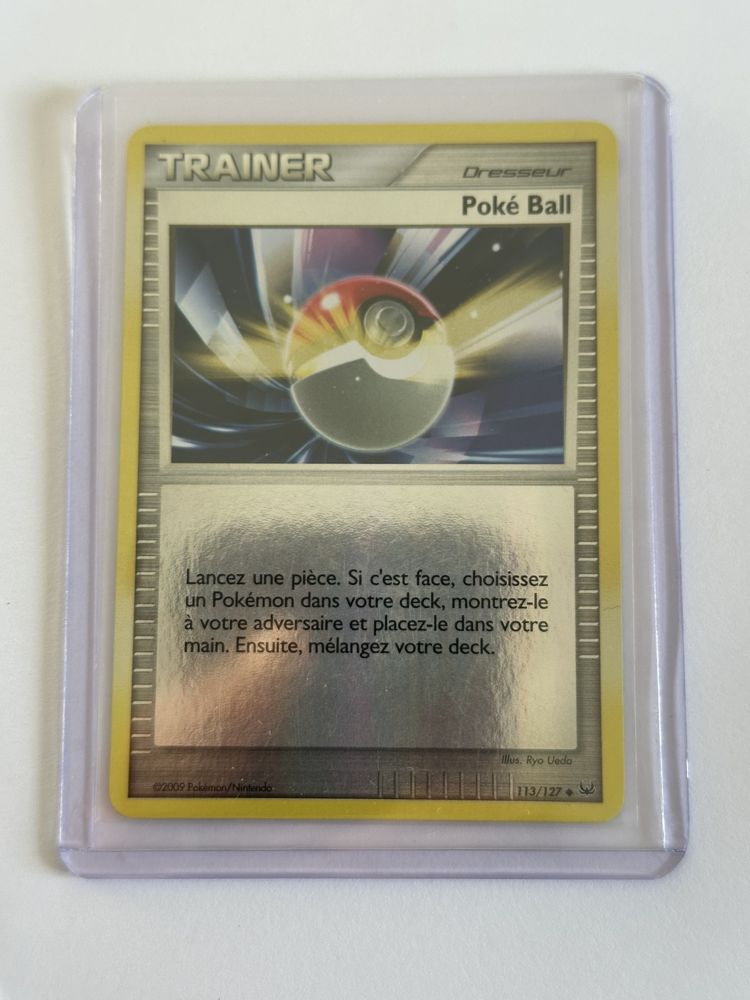 TRAINER
Dresseur
Poké Ball
Lancez une pièce. Si c'est face, choisissez
un Pokémon dans votre deck, montrez-le
à votre adversaire et placez-le dans votre
main. Ensuite, mélangez votre deck.
Illus. Ryo Ueda
©2009 Pokémon/Nintendo
113/127